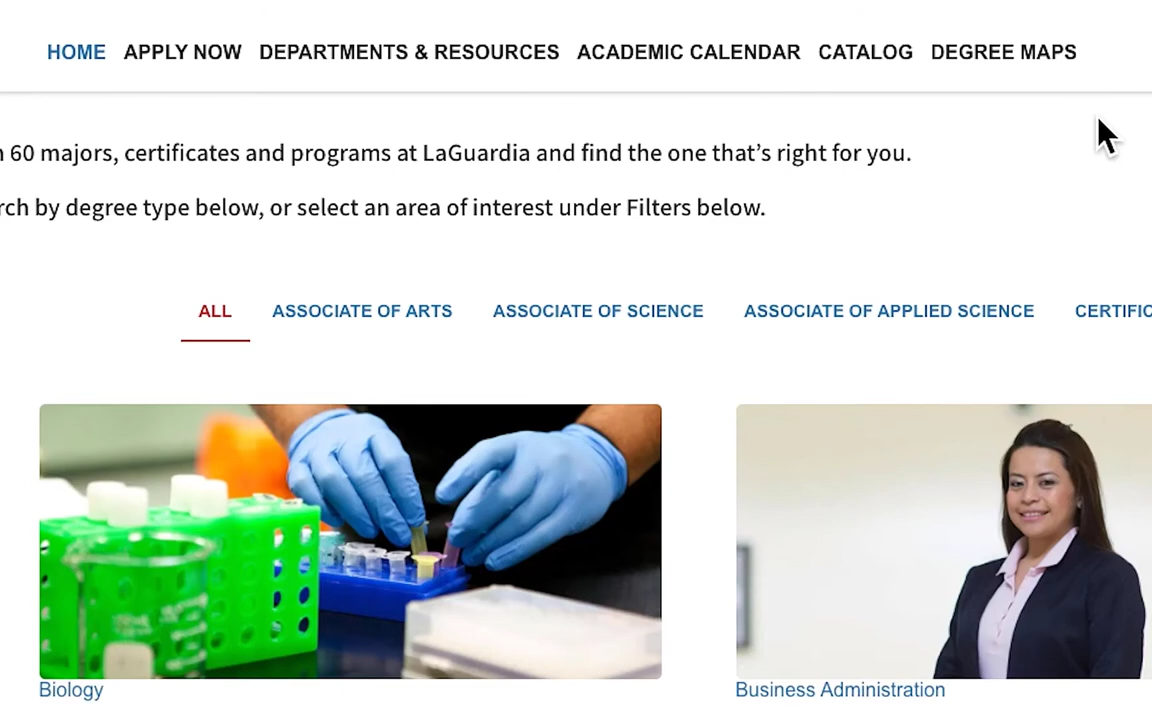 HOME APPLY NOW DEPARTMENTS & RESOURCES ACADEMIC CALENDAR CATALOG DEGREE MAPS
60 majors, certificates and programs at LaGuardia and find the one that’s right for you.
by degree type below, or select an area of interest under Filters below.
ALL ASSOCIATE OF ARTS ASSOCIATE OF SCIENCE ASSOCIATE OF APPLIED SCIENCE
Biology
Business Administration